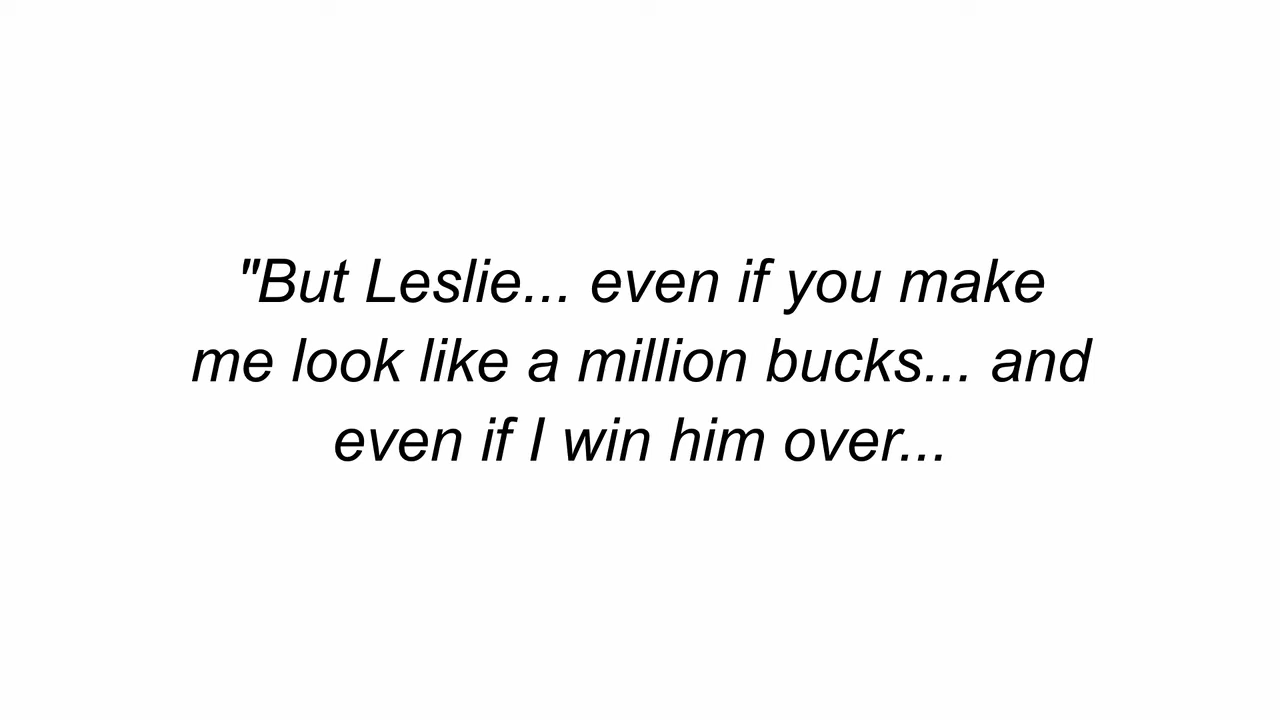 "But Leslie... even if you make
me look like a million bucks... and
even if I win him over...